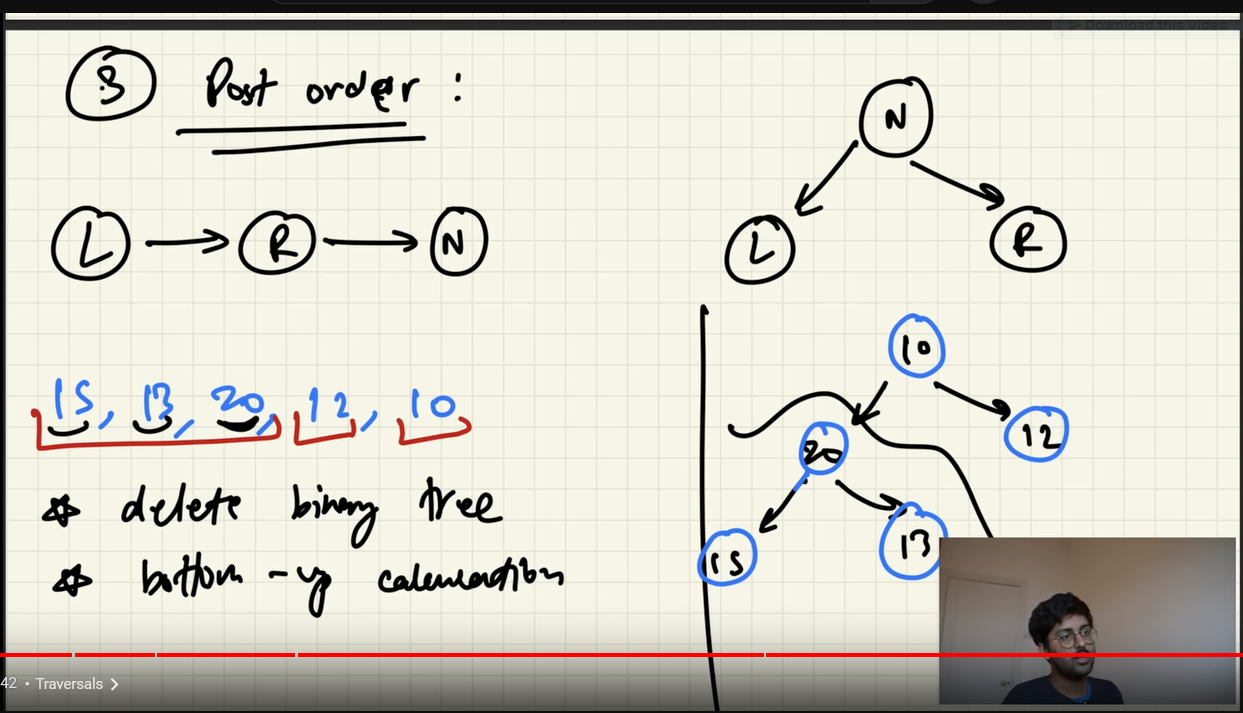 Download this video
3 Post order :
N
L → R → N
L R
10
15, 13, 20, 12, 10
20 12
☆ delete binary tree
15 13
☆ bottom-up calculation
42 • Traversals >